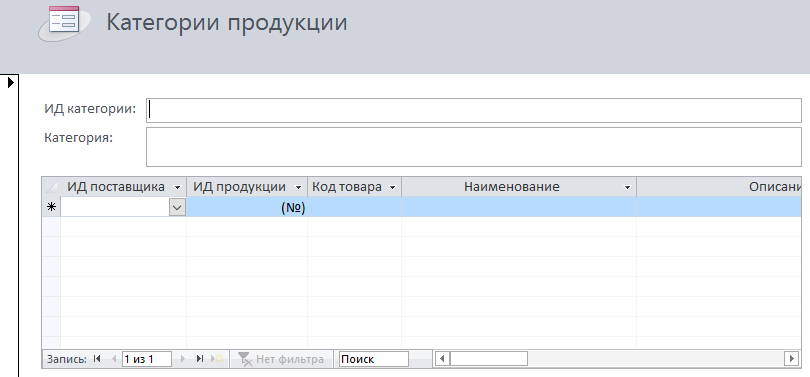 Категории продукции
ИД категории:
Категория:
ИД поставщика ИД продукции Код товара Наименование Описани
(№)
Запись: 1 из 1 Нет фильтра Поиск